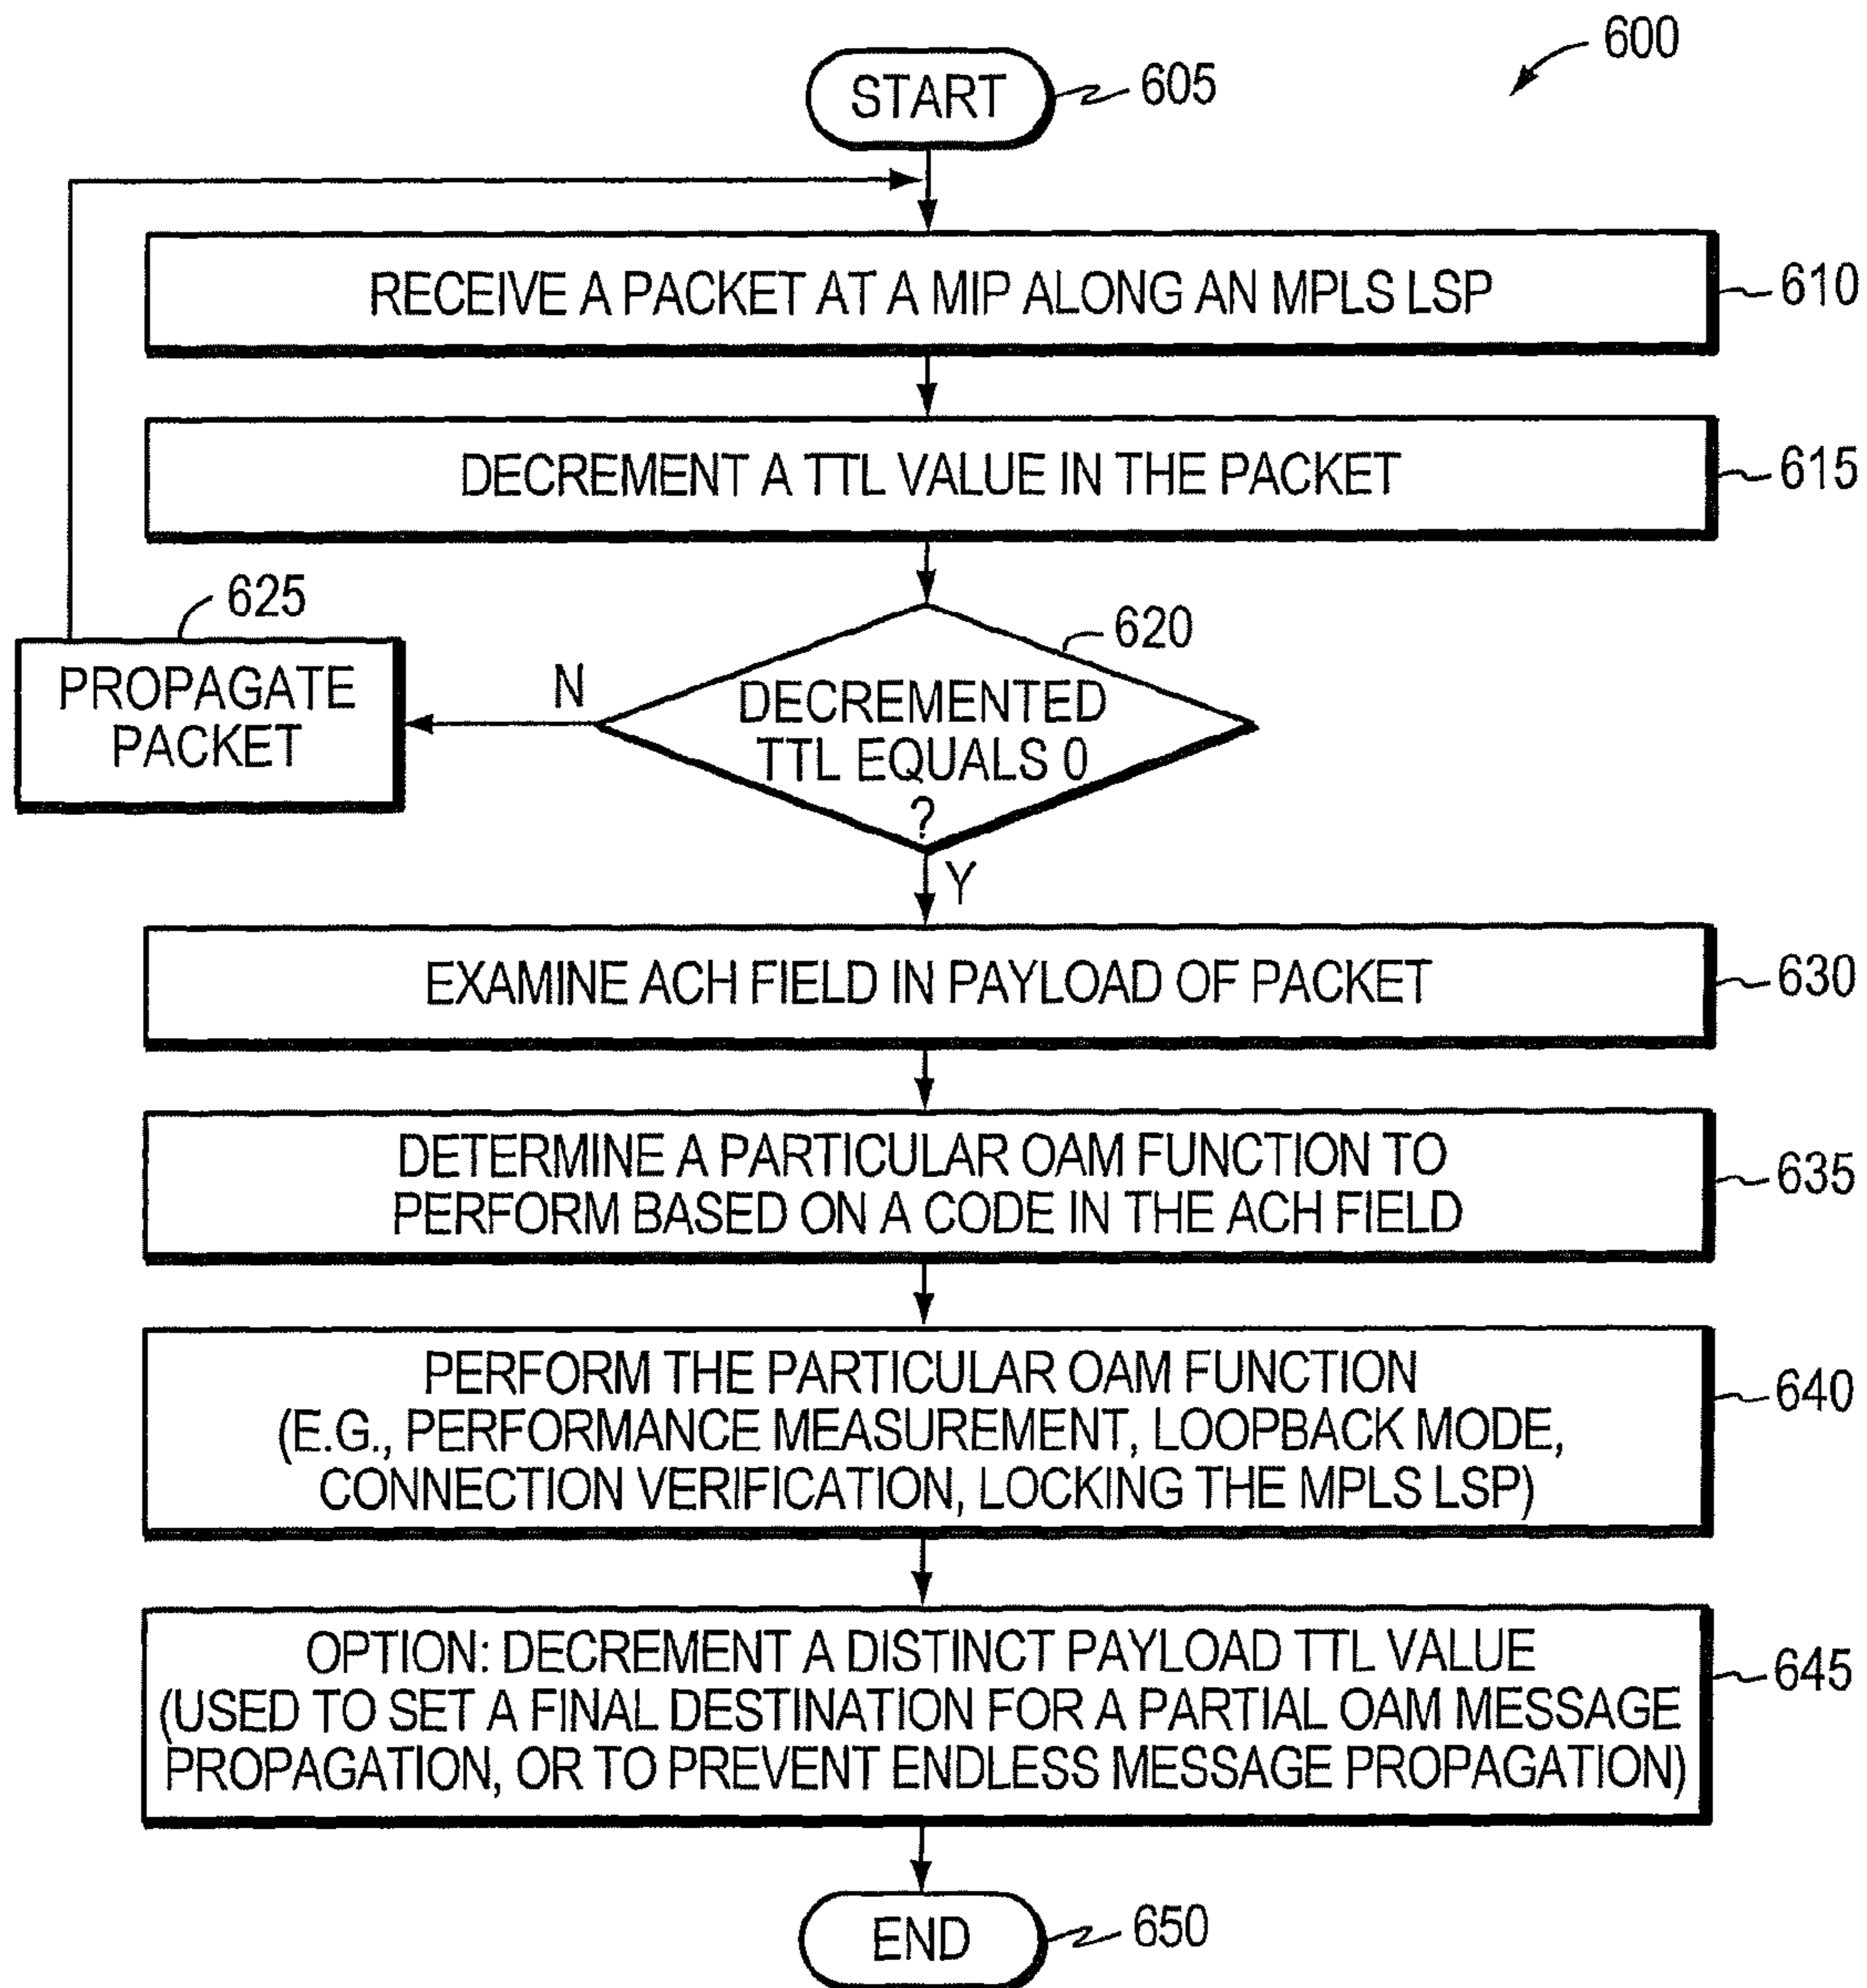 600
START
605
RECEIVE A PACKET AT A MIP ALONG AN MPLS LSP
610
DECREMENT A TTL VALUE IN THE PACKET
615
625
PROPAGATE
PACKET
N
620
DECREMENTED
TTL EQUALS 0
?
Y
EXAMINE ACH FIELD IN PAYLOAD OF PACKET
630
DETERMINE A PARTICULAR OAM FUNCTION TO
PERFORM BASED ON A CODE IN THE ACH FIELD
635
PERFORM THE PARTICULAR OAM FUNCTION
(E.G., PERFORMANCE MEASUREMENT, LOOPBACK MODE,
CONNECTION VERIFICATION, LOCKING THE MPLS LSP)
640
OPTION: DECREMENT A DISTINCT PAYLOAD TTL VALUE
(USED TO SET A FINAL DESTINATION FOR A PARTIAL OAM MESSAGE
PROPAGATION, OR TO PREVENT ENDLESS MESSAGE PROPAGATION)
645
END
650